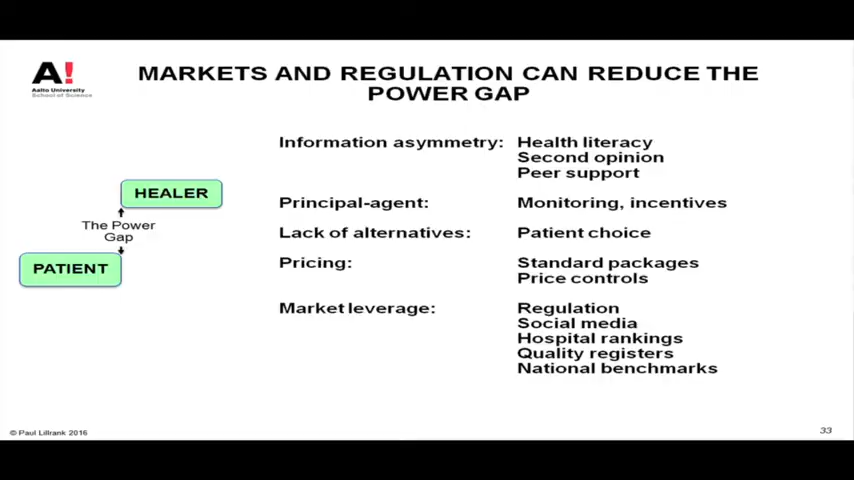 A!
Aalto University
School of Science
MARKETS AND REGULATION CAN REDUCE THE
POWER GAP
HEALER
The Power
Gap
PATIENT
Information asymmetry: Health literacy
Second opinion
Peer support
Principal-agent: Monitoring, incentives
Lack of alternatives: Patient choice
Pricing: Standard packages
Price controls
Market leverage: Regulation
Social media
Hospital rankings
Quality registers
National benchmarks
© Paul Lillrank 2016
33